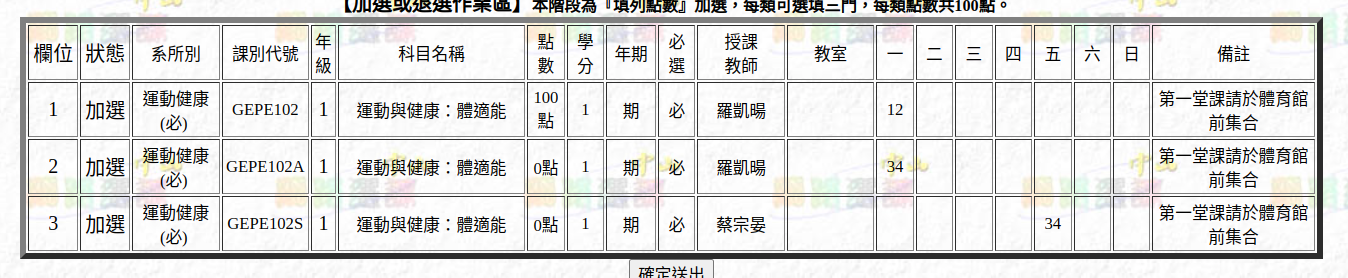 【加選或退選作業區】本階段為『填列點數』加選，每類可選填三門，每類點數共100點。
欄位 狀態 系所別 課別代號 年級 科目名稱 點數 學分 年期 必選 授課教師 教室 一 二 三 四 五 六 日 備註
1 加選 運動健康(必) GEPE102 1 運動與健康：體適能 100點 1 期 必 羅凱暘 12 第一堂課請於體育館前集合
2 加選 運動健康(必) GEPE102A 1 運動與健康：體適能 0點 1 期 必 羅凱暘 34 第一堂課請於體育館前集合
3 加選 運動健康(必) GEPE102S 1 運動與健康：體適能 0點 1 期 必 蔡宗晏 34 第一堂課請於體育館前集合
確定送出